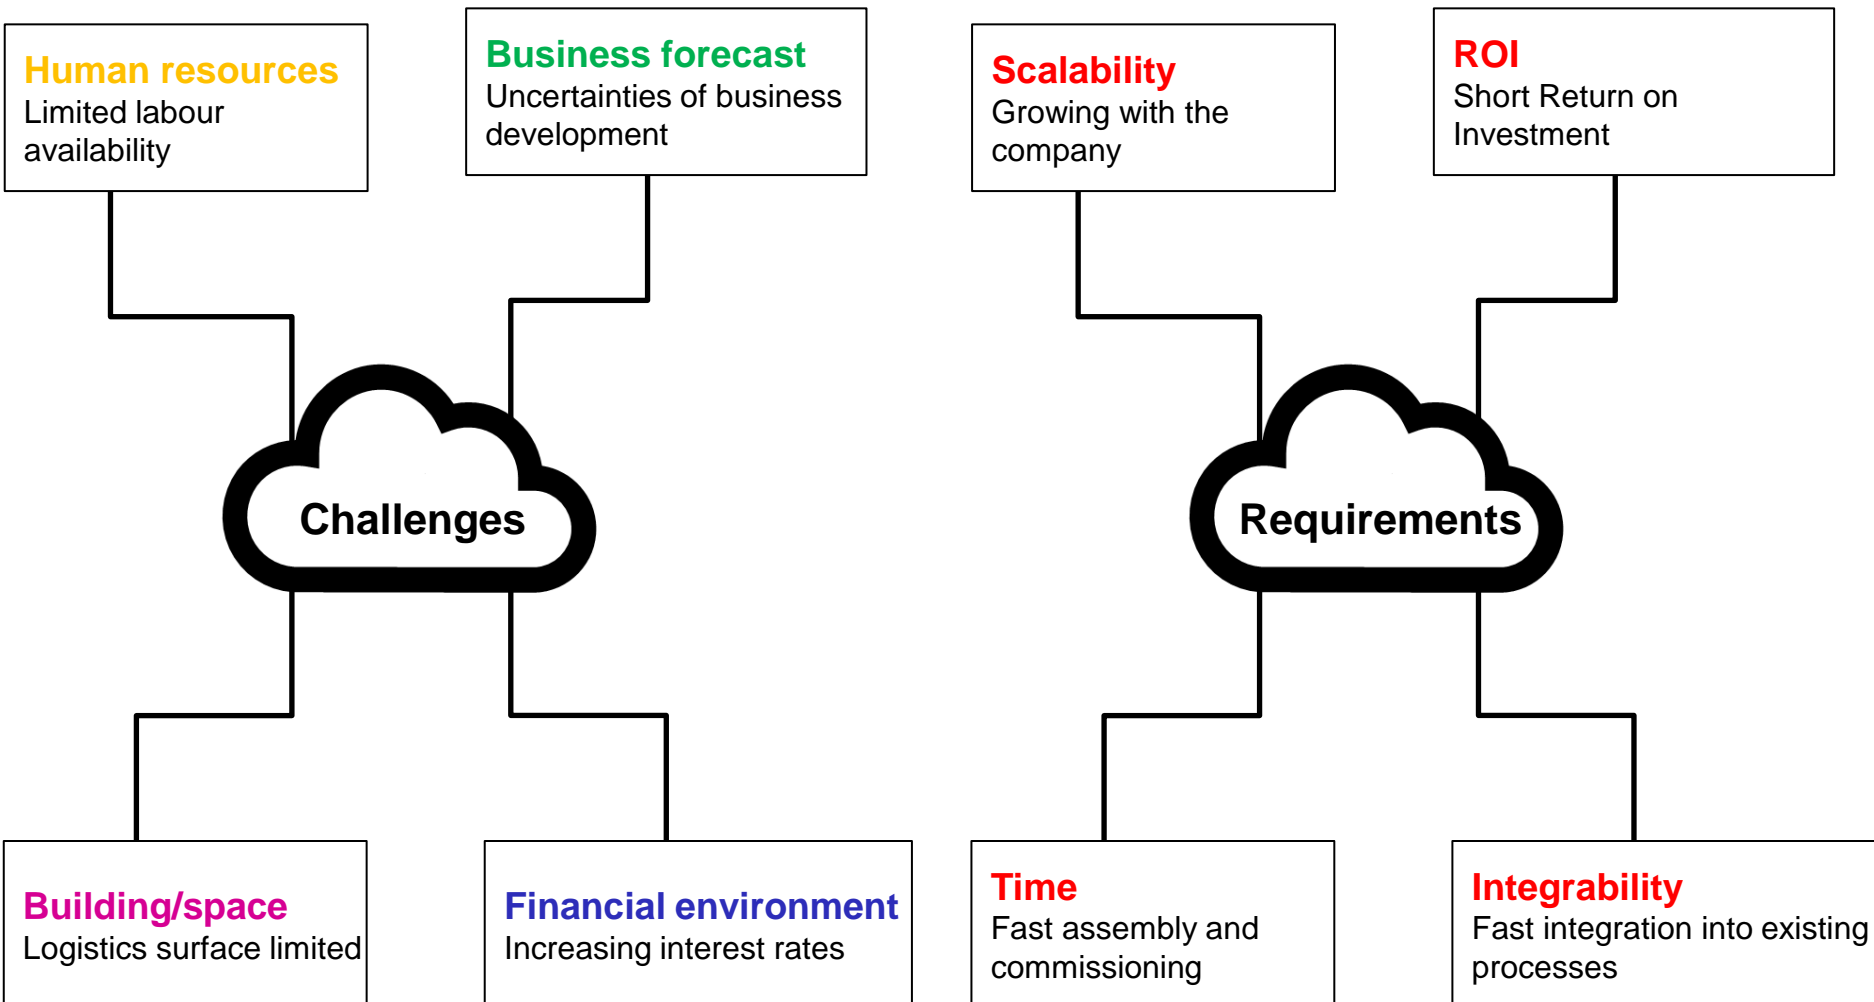 Human resources
Limited labour
availability
Business forecast
Uncertainties of business
development
Challenges
Building/space
Logistics surface limited
Financial environment
Increasing interest rates
Scalability
Growing with the
company
ROI
Short Return on
Investment
Requirements
Time
Fast assembly and
commissioning
Integrability
Fast integration into existing
processes